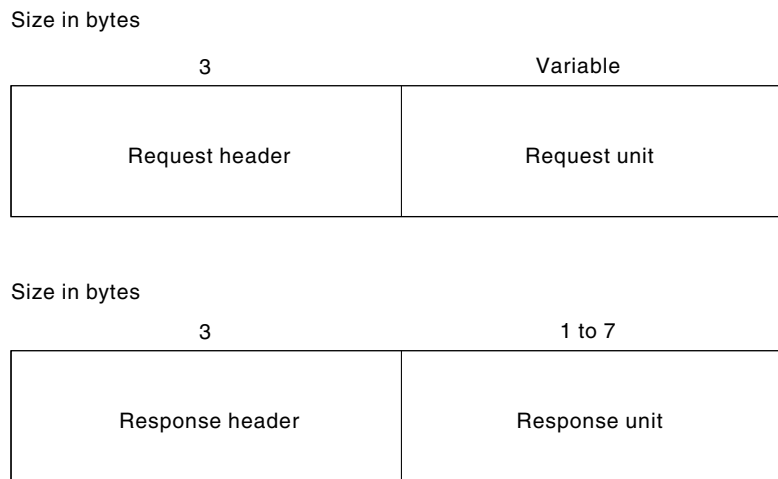 Size in bytes
3 Variable
Request header Request unit
Size in bytes
3 1 to 7
Response header Response unit